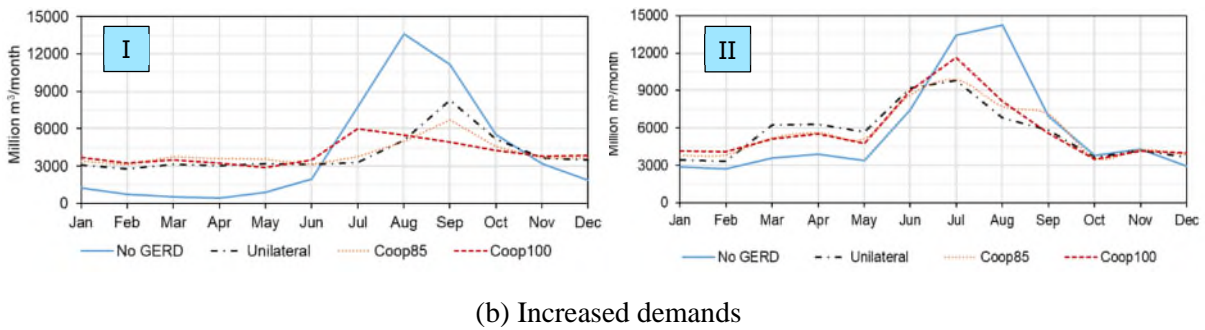 I
Million m³/month
15000
12000
9000
6000
3000
0
Jan Feb Mar Apr May Jun Jul Aug Sep Oct Nov Dec
No GERD Unilateral Coop85 Coop100
II
Million m³/month
15000
12000
9000
6000
3000
0
Jan Feb Mar Apr May Jun Jul Aug Sep Oct Nov Dec
No GERD Unilateral Coop85 Coop100
(b) Increased demands